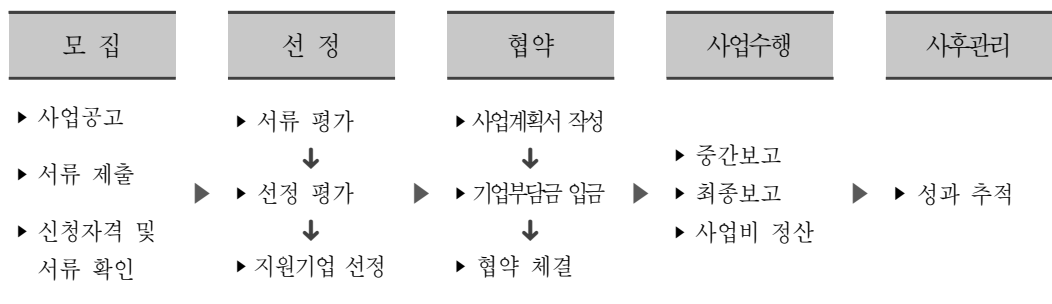 모 집
▶ 사업공고
▶ 서류 제출
▶ 신청자격 및
서류 확인
선 정
▶ 서류 평가
▶ 선정 평가
▶ 지원기업 선정
협약
▶ 사업계획서 작성
▶ 기업부담금 입금
▶ 협약 체결
사업수행
▶ 중간보고
▶ 최종보고
▶ 사업비 정산
사후관리
▶ 성과 추적